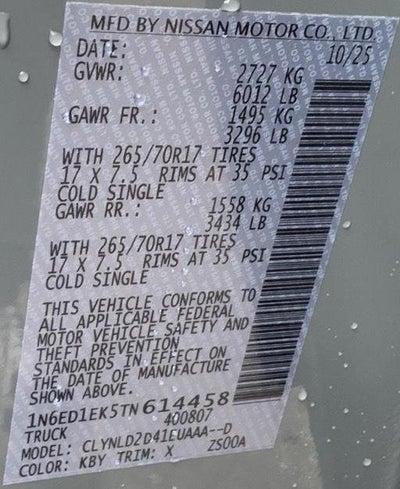 MFD BY NISSAN MOTOR CO., LTD.
DATE: 10/25
GVWR: 2727 KG
6012 LB
GAWR FR.: 1495 KG
3296 LB
WITH 265/70R17 TIRES
17 X 7.5 RIMS AT 35 PSI
COLD SINGLE
GAWR RR.: 1558 KG
3434 LB
WITH 265/70R17 TIRES
17 X 7.5 RIMS AT 35 PSI
COLD SINGLE
THIS VEHICLE CONFORMS TO
ALL APPLICABLE FEDERAL
MOTOR VEHICLE SAFETY AND
THEFT PREVENTION
STANDARDS IN EFFECT ON
THE DATE OF MANUFACTURE
SHOWN ABOVE.
1N6ED1EK5TN614458
TRUCK 400807
MODEL: CLYNLD2D41EUAAA--D
COLOR: KBY TRIM: X ZS00A